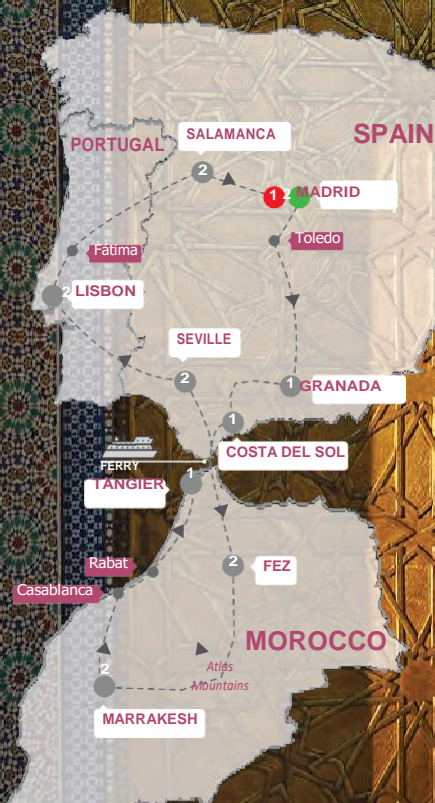 SALAMANCA
SPAIN
PORTUGAL
2
1 2 MADRID
Toledo
Fátima
2 LISBON
SEVILLE
2
1 GRANADA
1
COSTA DEL SOL
FERRY
1
TANGIER
Rabat
2 FEZ
Casablanca
MOROCCO
Atlas
Mountains
2
MARRAKESH